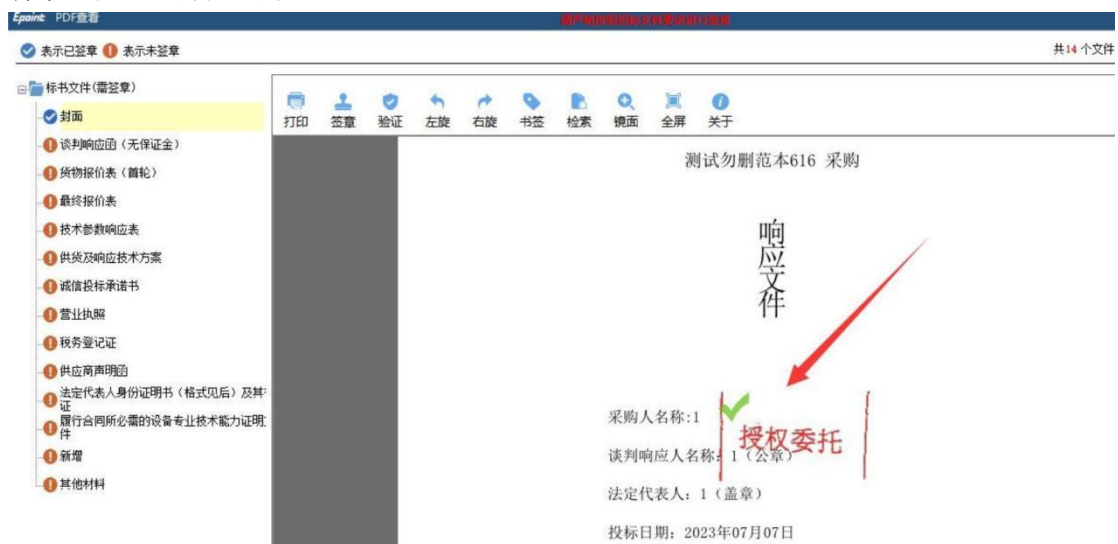 Epoint PDF查看
表示已签章 表示未签章
共14 个文件
标书文件(需签章)
封面
谈判响应函（无保证金）
货物报价表（首轮）
最终报价表
技术参数响应表
供货及响应技术方案
诚信投标承诺书
营业执照
税务登记证
供应商声明函
法定代表人身份证明书（格式见后）及其
证
履行合同所必需的设备专业技术能力证明
件
新增
其他材料
打印 签章 验证 左旋 右旋 书签 检索 镜面 全屏 关于
测试勿删范本616 采购
响应文件
采购人名称:1
授权委托
谈判响应人名称: 1（公章）
法定代表人: 1（盖章）
投标日期: 2023年07月07日